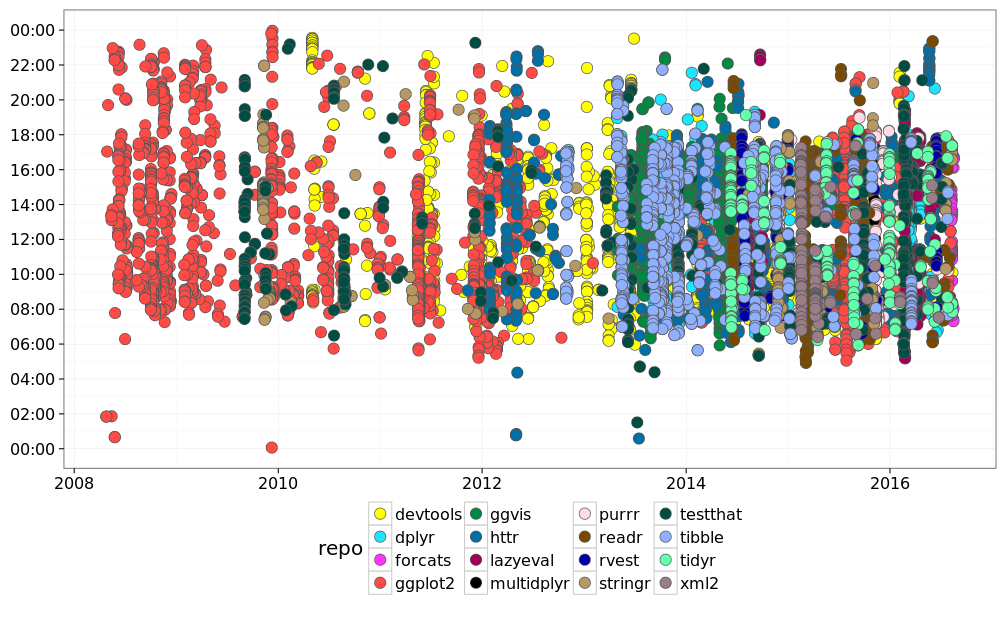 00:00
22:00
20:00
18:00
16:00
14:00
12:00
10:00
08:00
06:00
04:00
02:00
00:00
2008 2010 2012 2014 2016
repo
devtools ggvis purrr testthat
dplyr httr readr tibble
forcats lazyeval rvest tidyr
ggplot2 multidplyr stringr xml2